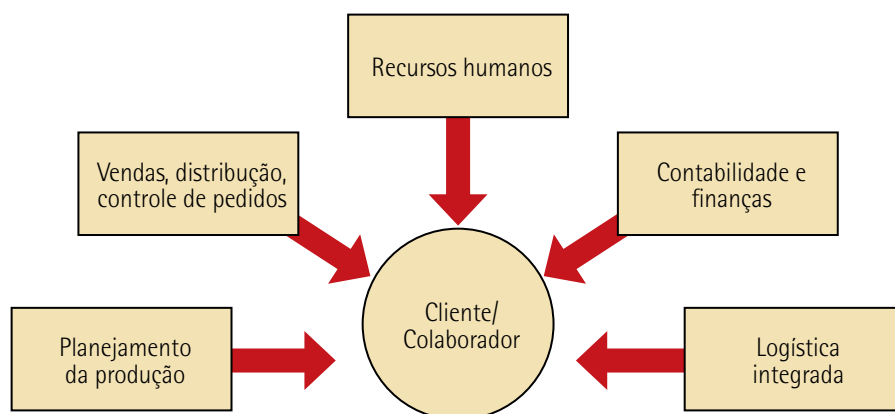 Recursos humanos
Vendas, distribução,
controle de pedidos
Contabilidade e
finanças
Cliente/
Colaborador
Planejamento
da produção
Logística
integrada